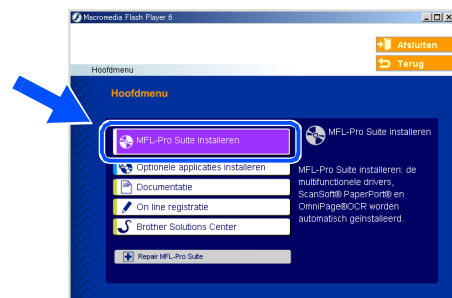 Macromedia Flash Player 6
Afsluiten
Terug
Hoofdmenu
Hoofdmenu
MFL-Pro Suite installeren
Optionele applicaties installeren
Documentatie
On line registratie
Brother Solutions Center
Repair MFL-Pro Suite
MFL-Pro Suite installeren
MFL-Pro Suite installeren: de
multifunctionele drivers,
ScanSoft® PaperPort® en
OmniPage®OCR worden
automatisch geïnstalleerd.